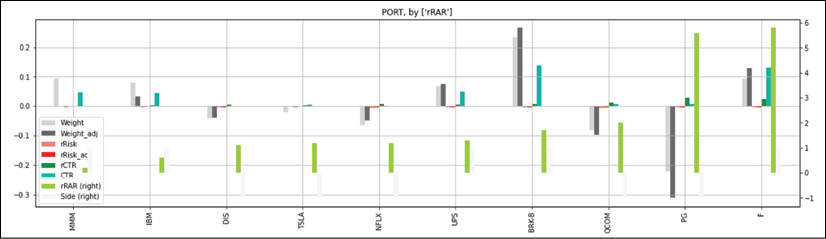 PORT, by ['rRAR']
0.2
0.1
0.0
-0.1
-0.2
-0.3
6
5
4
3
2
1
0
-1
Weight
Weight_adj
rRisk
rRisk_ad
rCTR
CTR
rRAR (right)
Side (right)
MMM
IBM
DIS
TSLA
NFLX
UPS
BRK-B
QCOM
PG
F